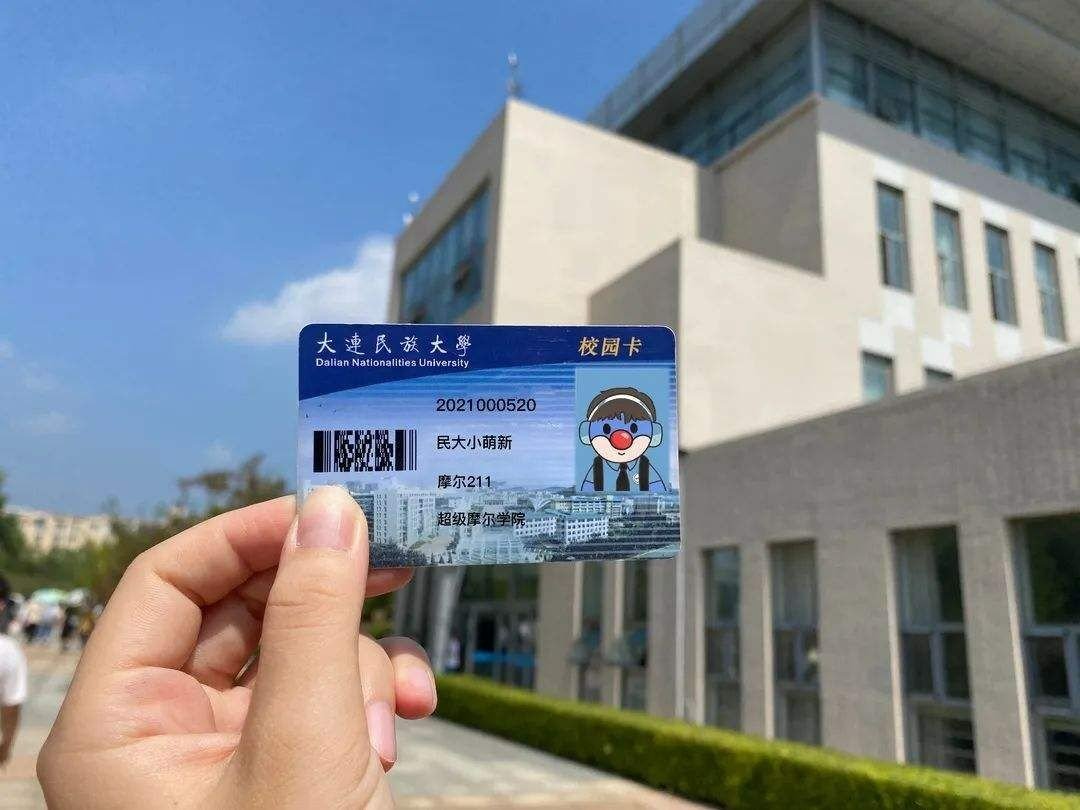 大連民族大學
Dalian Nationalities University
校园卡
2021000520
民大小萌新
摩尔211
超级摩尔学院